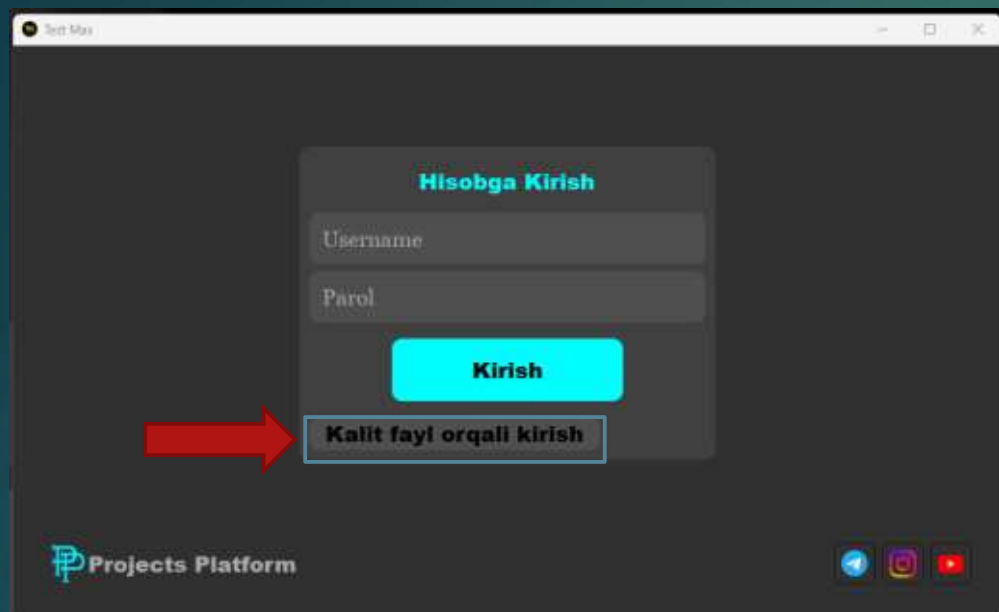 Test Max
Hisobga Kirish
Username
Parol
Kirish
Kalit fayl orqali kirish
Projects Platform